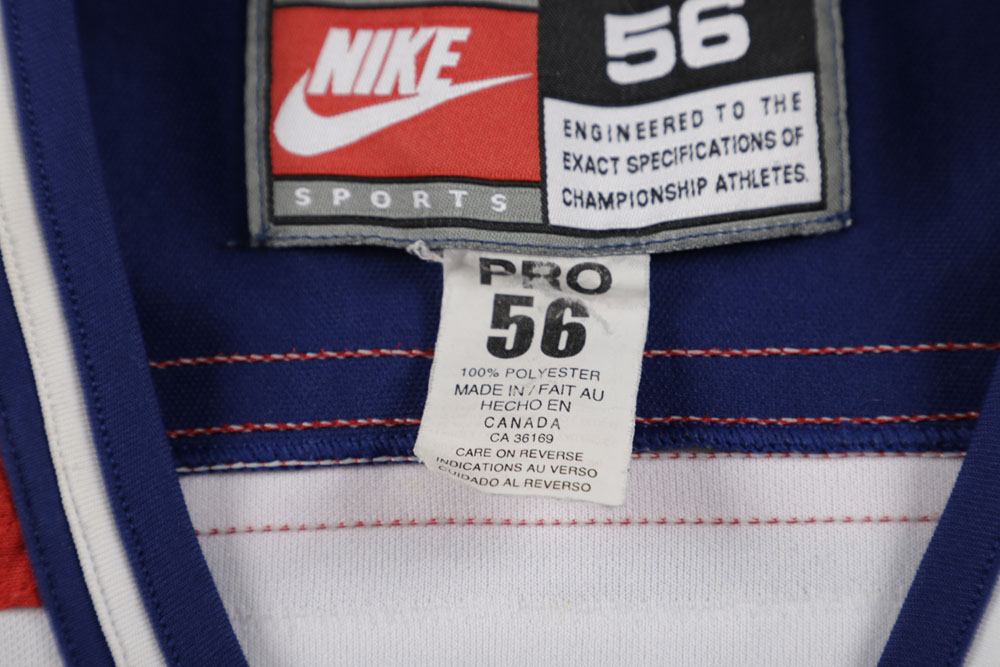 NIKE
SPORTS
56
ENGINEERED TO THE
EXACT SPECIFICATIONS OF
CHAMPIONSHIP ATHLETES.
PRO
56
100% POLYESTER
MADE IN / FAIT AU
HECHO EN
CANADA
CA 36169
CARE ON REVERSE
INDICATIONS AU VERSO
CUIDADO AL REVERSO